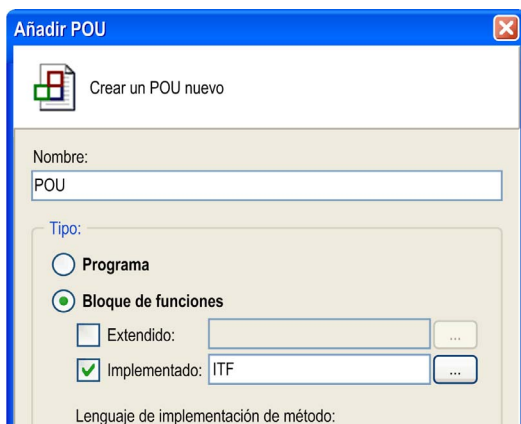 Añadir POU
Crear un POU nuevo
Nombre:
POU
Tipo:
Programa
Bloque de funciones
Extendido: ...
Implementado: ITF ...
Lenguaje de implementación de método: